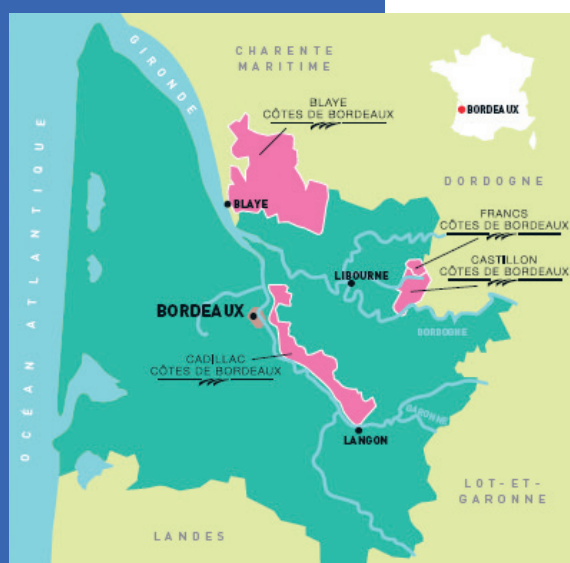 CHARENTE
MARITIME
GIRONDE
BLAYE
CÔTES DE BORDEAUX
BORDEAUX
OCÉAN ATLANTIQUE
DORDOGNE
BLAYE
FRANCS
CÔTES DE BORDEAUX
CASTILLON
CÔTES DE BORDEAUX
LIBOURNE
BORDEAUX
DORDOGNE
CADILLAC
CÔTES DE BORDEAUX
GARONNE
LANGON
LOT-ET-
GARONNE
LANDES